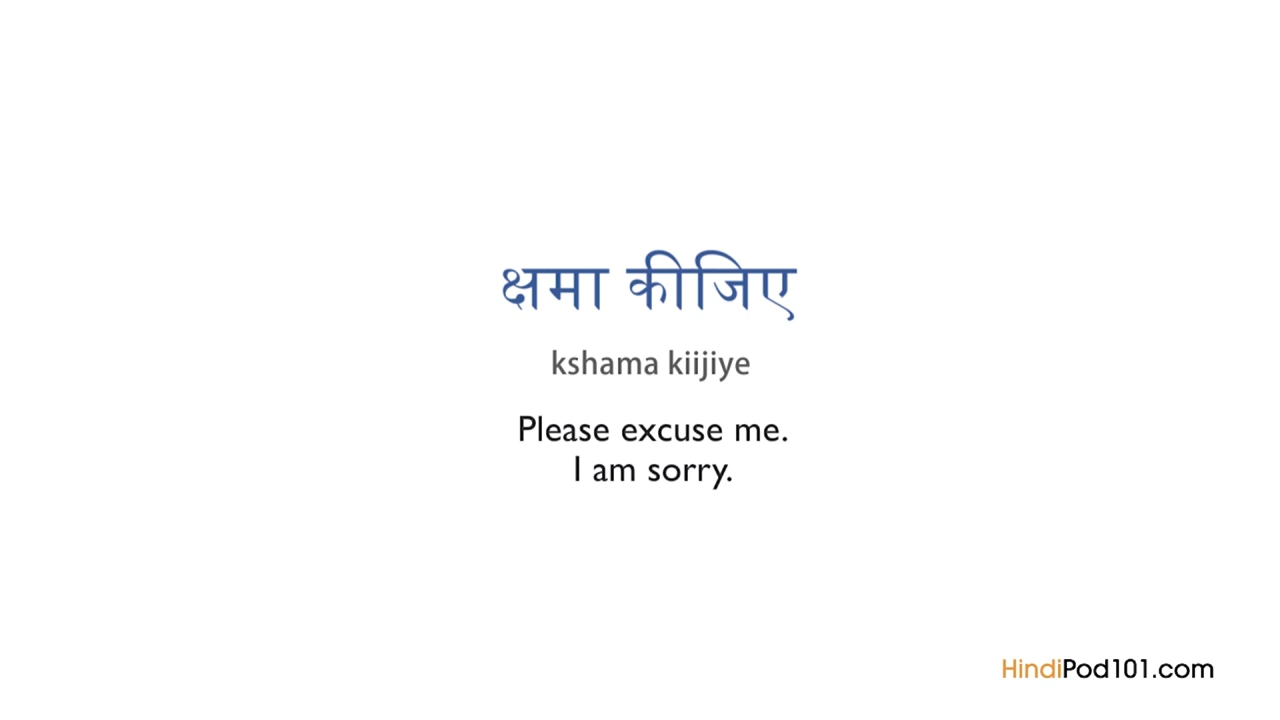 क्षमा कीजिए
kshama kiijiye
Please excuse me.
I am sorry.
HindiPod101.com